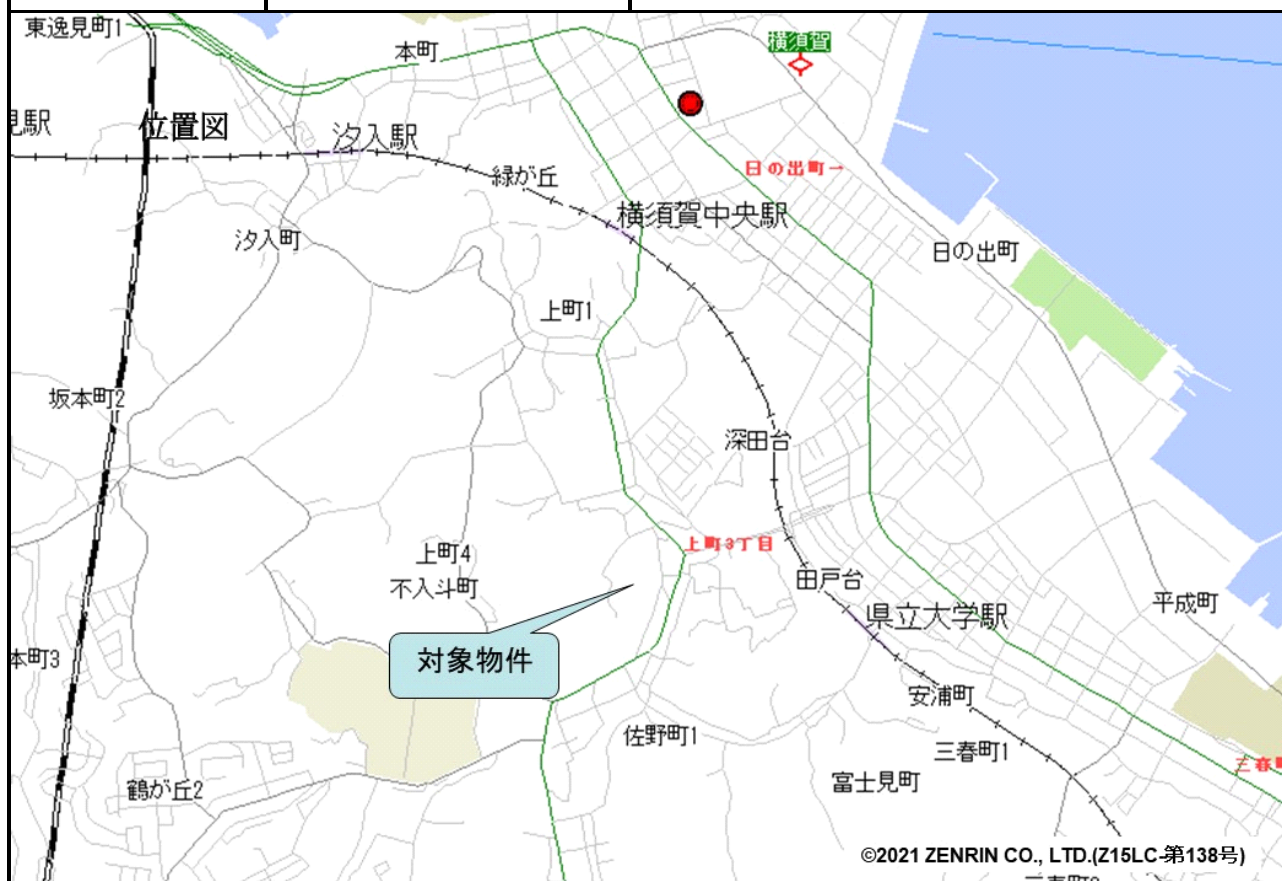 東逸見町1
本町
横須賀
見駅
位置図
汐入駅
日の出町→
緑が丘
横須賀中央駅
汐入町
日の出町
上町1
坂本町2
深田台
上町3丁目
上町4
不入斗町
田戸台
平成町
県立大学駅
本町3
対象物件
安浦町
佐野町1
三春町1
三春町
富士見町
鶴が丘2
©2021 ZENRIN CO., LTD.(Z15LC-第138号)